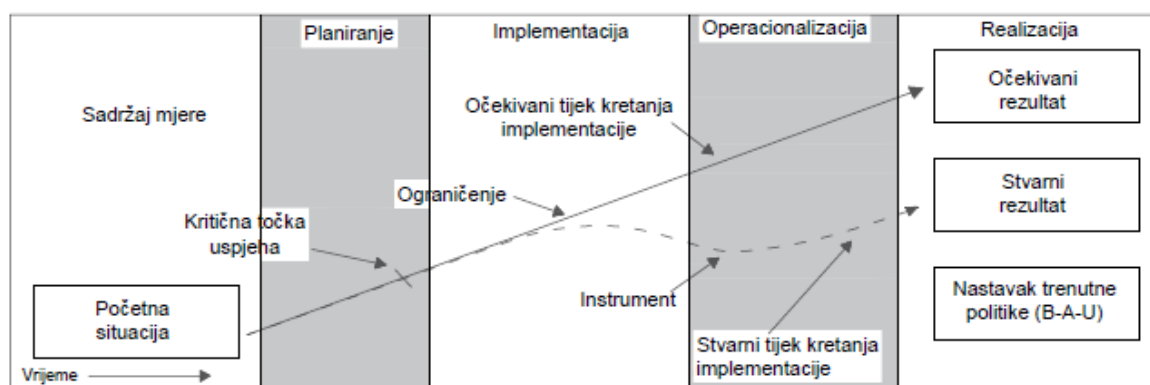 Planiranje
Implementacija
Operacionalizacija
Realizacija
Sadržaj mjere
Očekivani tijek kretanja
implementacije
Očekivani
rezultat
Ograničenje
Stvarni
rezultat
Kritična točka
uspjeha
Instrument
Početna
situacija
Nastavak trenutne
politike (B-A-U)
Stvarni tijek kretanja
implementacije
Vrijeme